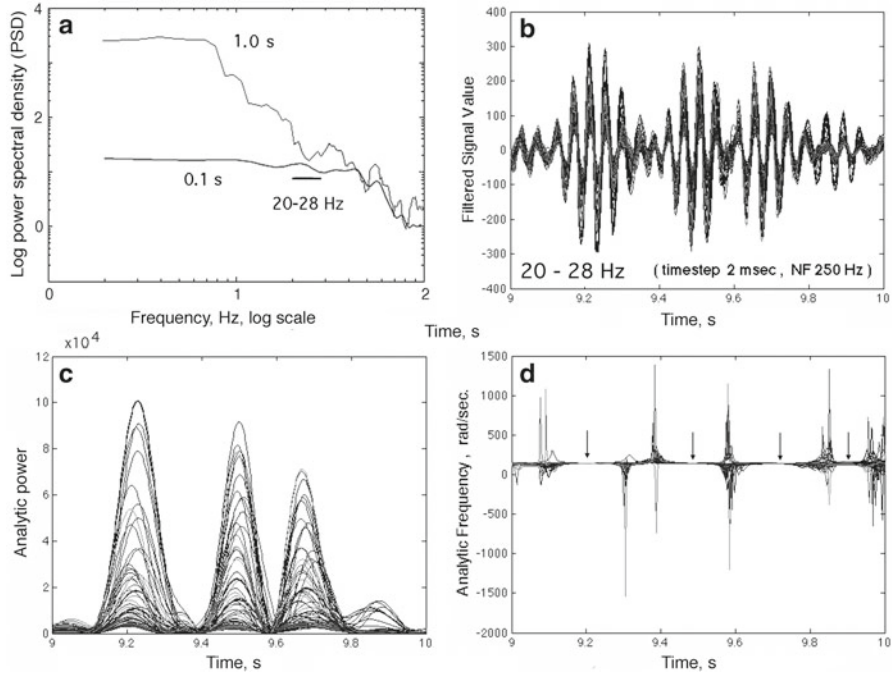 a
Log power spectral density (PSD)
4
2
1
0
1.0 s
0.1 s
20-28 Hz
0
1
2
Frequency, Hz, log scale
b
Filtered Signal Value
400
300
200
100
0
-100
-200
-300
-400
20 - 28 Hz
( timestep 2 msec , NF 250 Hz )
9
9.2
9.4
9.6
9.8
10
Time, s
Time, s
c
x10⁴
Analytic power
12
10
8
6
4
2
0
9
9.2
9.4
9.6
9.8
10
Time, s
d
Analytic Frequency , rad/sec.
1500
1000
500
0
-500
-1000
-1500
-2000
9
9.2
9.4
9.6
9.8
10
Time, s